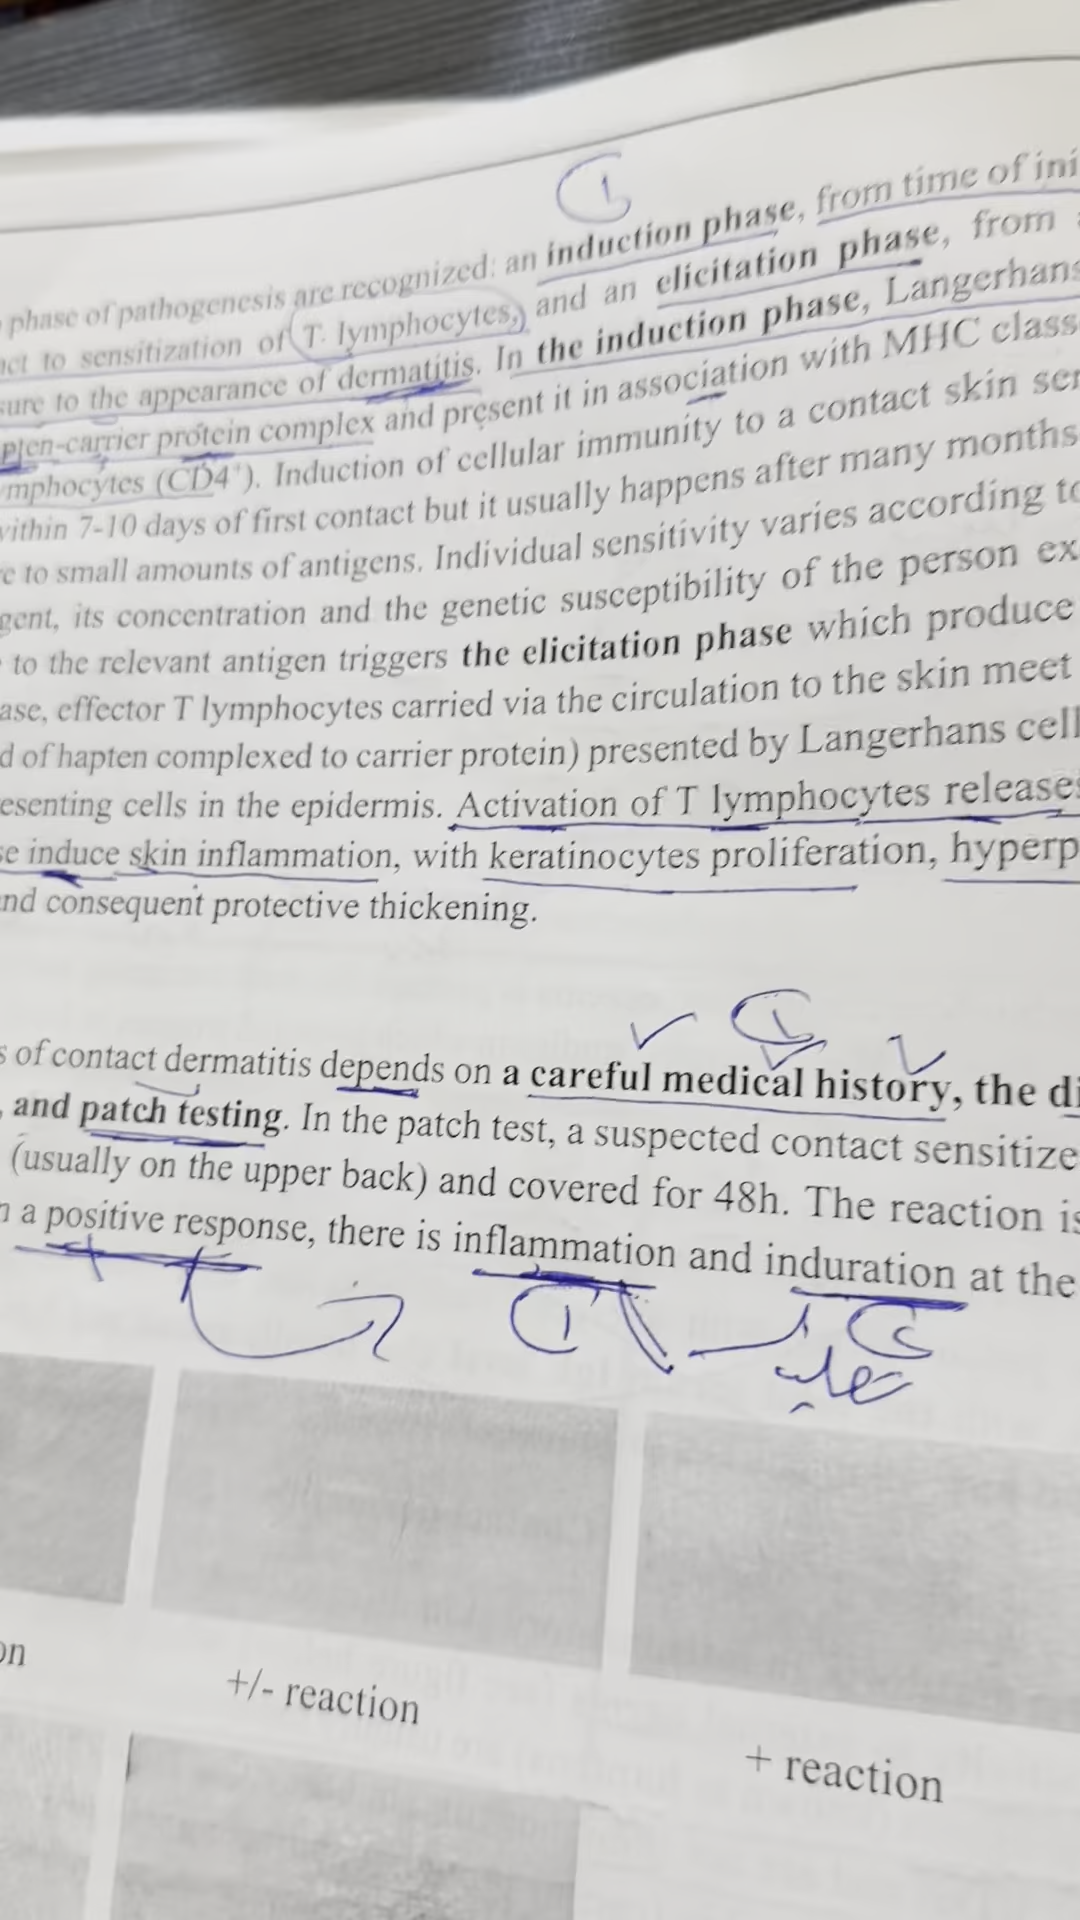 phase of pathogenesis are recognized: an induction phase, from time of ini
act to sensitization of T. lymphocytes, and an elicitation phase, from
sure to the appearance of dermatitis. In the induction phase, Langerhans
pten-carrier protein complex and present it in association with MHC class
mphocytes (CD4⁺). Induction of cellular immunity to a contact skin sen
within 7-10 days of first contact but it usually happens after many months
re to small amounts of antigens. Individual sensitivity varies according to
gent, its concentration and the genetic susceptibility of the person ex
to the relevant antigen triggers the elicitation phase which produce
ase, effector T lymphocytes carried via the circulation to the skin meet
d of hapten complexed to carrier protein) presented by Langerhans cell
esenting cells in the epidermis. Activation of T lymphocytes releases
se induce skin inflammation, with keratinocytes proliferation, hyperp
nd consequent protective thickening.
s of contact dermatitis depends on a careful medical history, the di
, and patch testing. In the patch test, a suspected contact sensitize
(usually on the upper back) and covered for 48h. The reaction is
n a positive response, there is inflammation and induration at the
on
+/- reaction
+ reaction